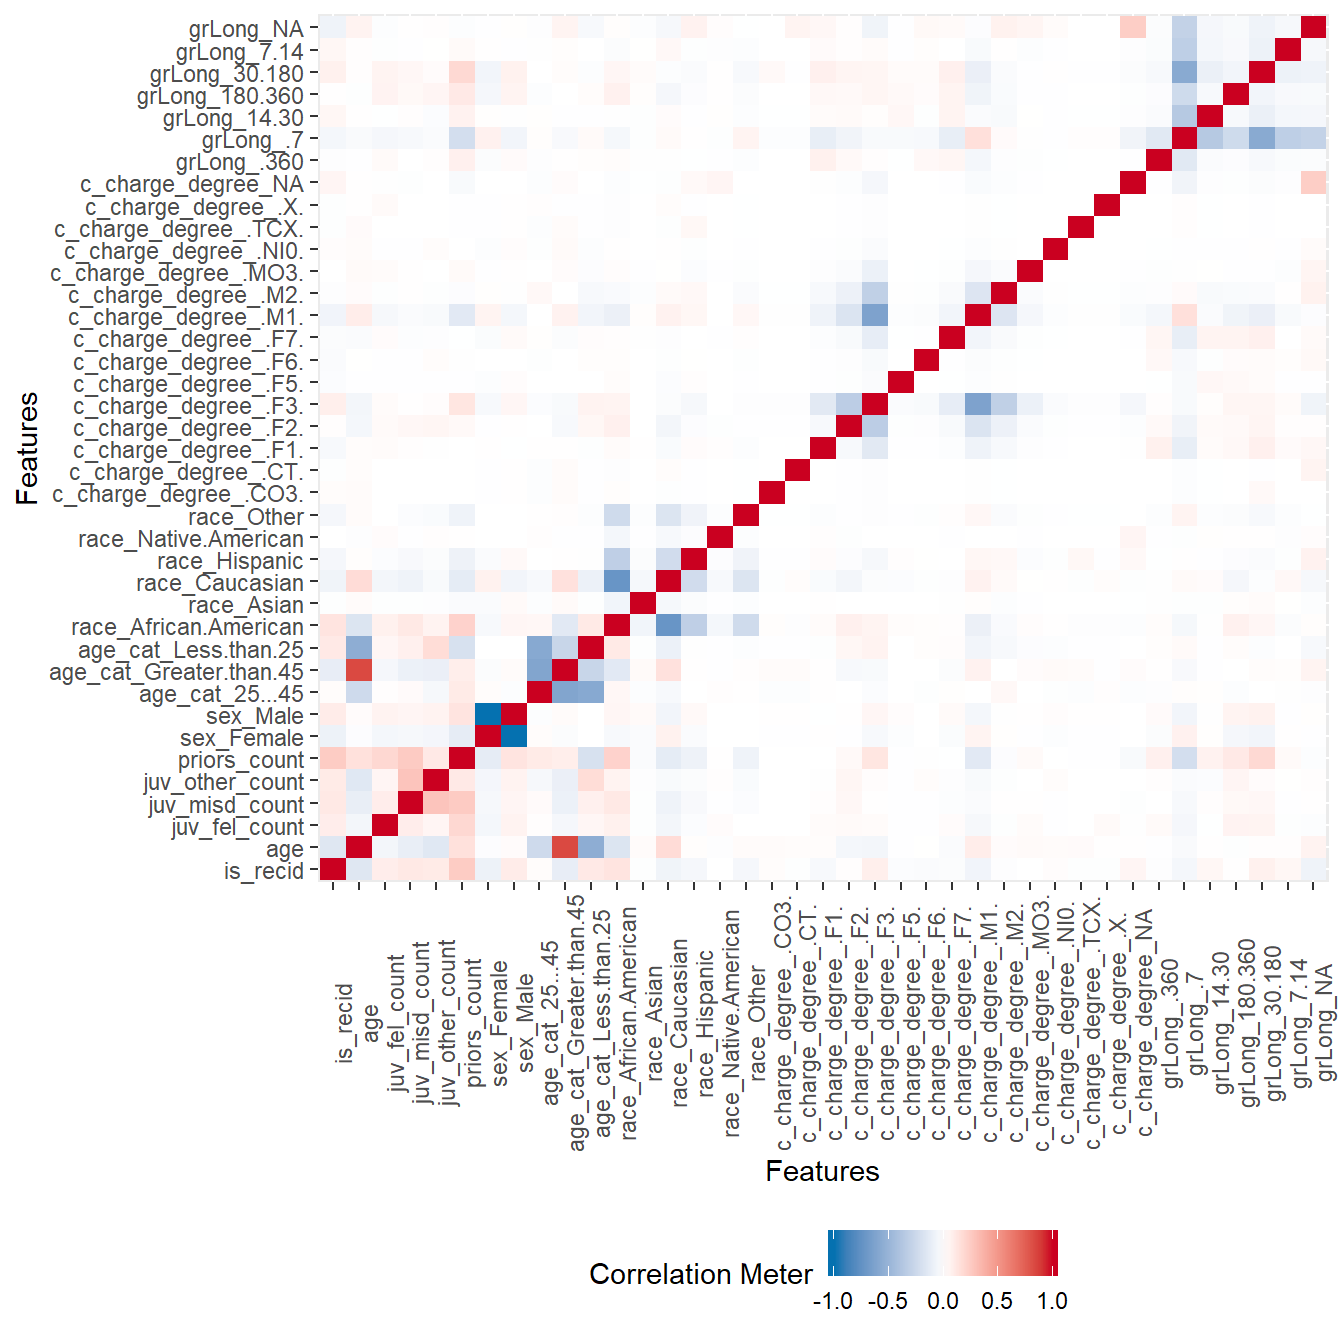 grLong_NA
grLong_7.14
grLong_30.180
grLong_180.360
grLong_14.30
grLong_.7
grLong_.360
c_charge_degree_NA
c_charge_degree_.X.
c_charge_degree_.TCX.
c_charge_degree_.NI0.
c_charge_degree_.MO3.
c_charge_degree_.M2.
c_charge_degree_.M1.
c_charge_degree_.F7.
c_charge_degree_.F6.
c_charge_degree_.F5.
c_charge_degree_.F3.
c_charge_degree_.F2.
c_charge_degree_.F1.
c_charge_degree_.CT.
c_charge_degree_.CO3.
race_Other
race_Native.American
race_Hispanic
race_Caucasian
race_Asian
race_African.American
age_cat_Less.than.25
age_cat_Greater.than.45
age_cat_25...45
sex_Male
sex_Female
priors_count
juv_other_count
juv_misd_count
juv_fel_count
age
is_recid
Features
is_recid
age
juv_fel_count
juv_misd_count
juv_other_count
priors_count
sex_Female
sex_Male
age_cat_25...45
age_cat_Greater.than.45
age_cat_Less.than.25
race_African.American
race_Asian
race_Caucasian
race_Hispanic
race_Native.American
race_Other
c_charge_degree_.CO3.
c_charge_degree_.CT.
c_charge_degree_.F1.
c_charge_degree_.F2.
c_charge_degree_.F3.
c_charge_degree_.F5.
c_charge_degree_.F6.
c_charge_degree_.F7.
c_charge_degree_.M1.
c_charge_degree_.M2.
c_charge_degree_.MO3.
c_charge_degree_.NI0.
c_charge_degree_.TCX.
c_charge_degree_.X.
c_charge_degree_NA
grLong_.360
grLong_.7
grLong_14.30
grLong_180.360
grLong_30.180
grLong_7.14
grLong_NA
Features
Correlation Meter
-1.0 -0.5 0.0 0.5 1.0